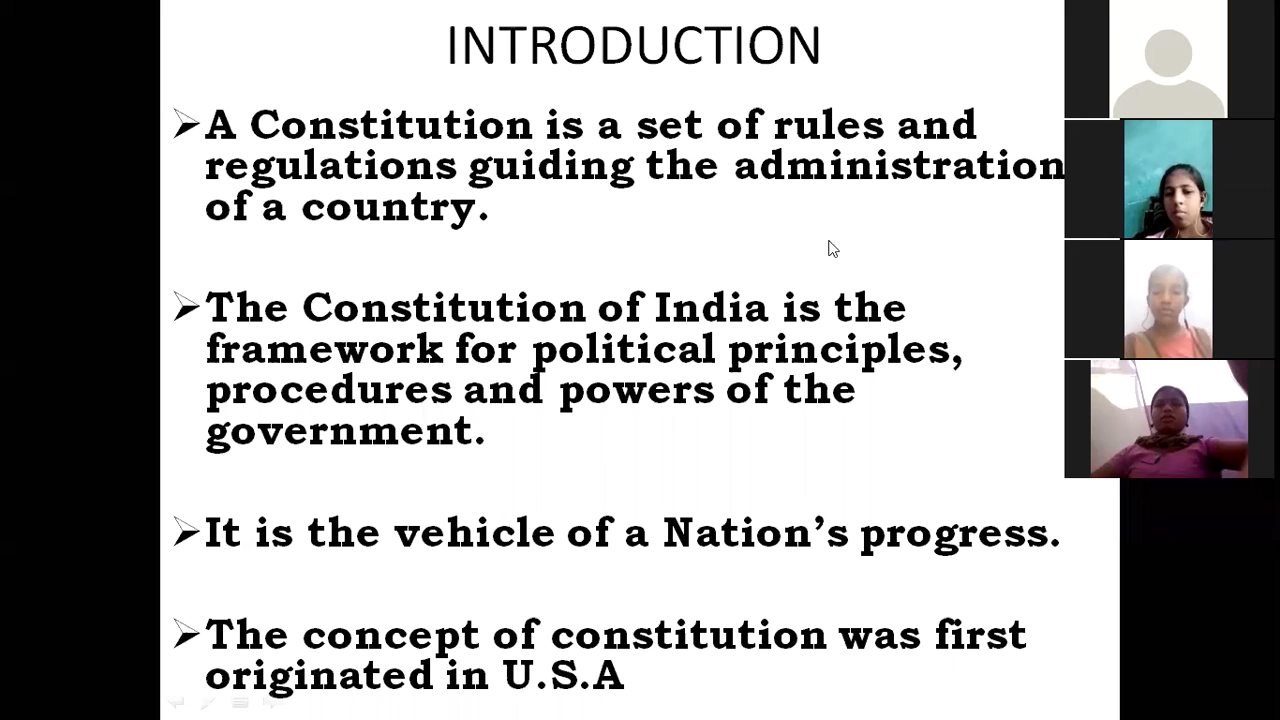 INTRODUCTION
➢A Constitution is a set of rules and
regulations guiding the administration
of a country.
➢The Constitution of India is the
framework for political principles,
procedures and powers of the
government.
➢It is the vehicle of a Nation’s progress.
➢The concept of constitution was first
originated in U.S.A